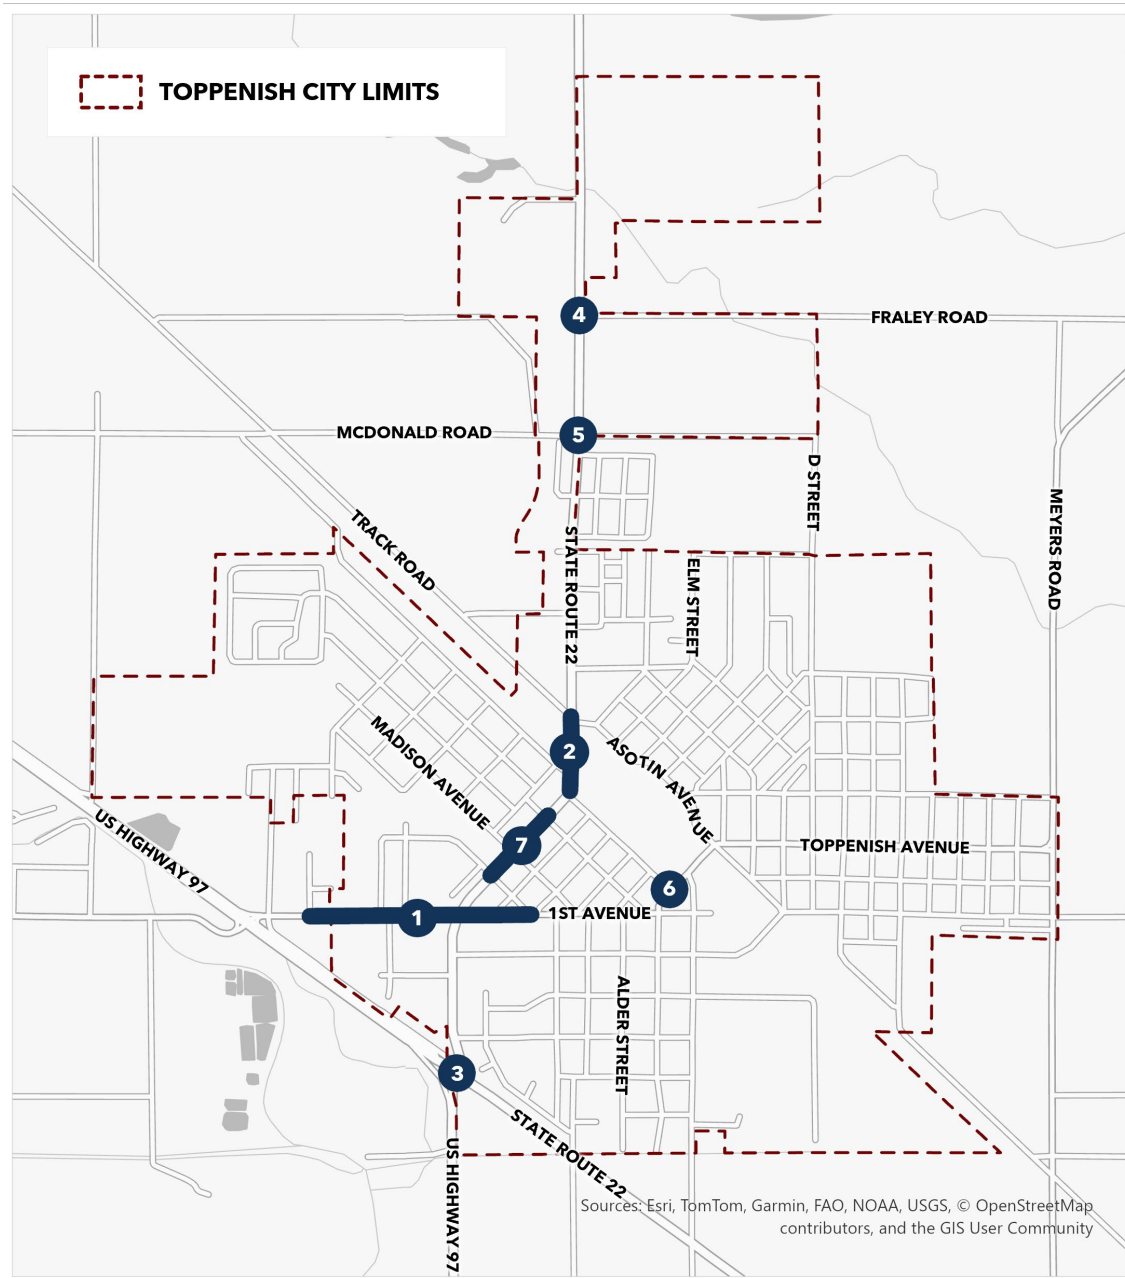 TOPPENISH CITY LIMITS
4
FRALEY ROAD
MCDONALD ROAD
5
D STREET
MEYERS ROAD
TRACK ROAD
STATE ROUTE 22
ELM STREET
MADISON AVENUE
2
ASOTIN AVENUE
US HIGHWAY 97
7
TOPPENISH AVENUE
6
1
1ST AVENUE
ALDER STREET
3
STATE ROUTE 22
US HIGHWAY 97
Sources: Esri, TomTom, Garmin, FAO, NOAA, USGS, © OpenStreetMap
contributors, and the GIS User Community